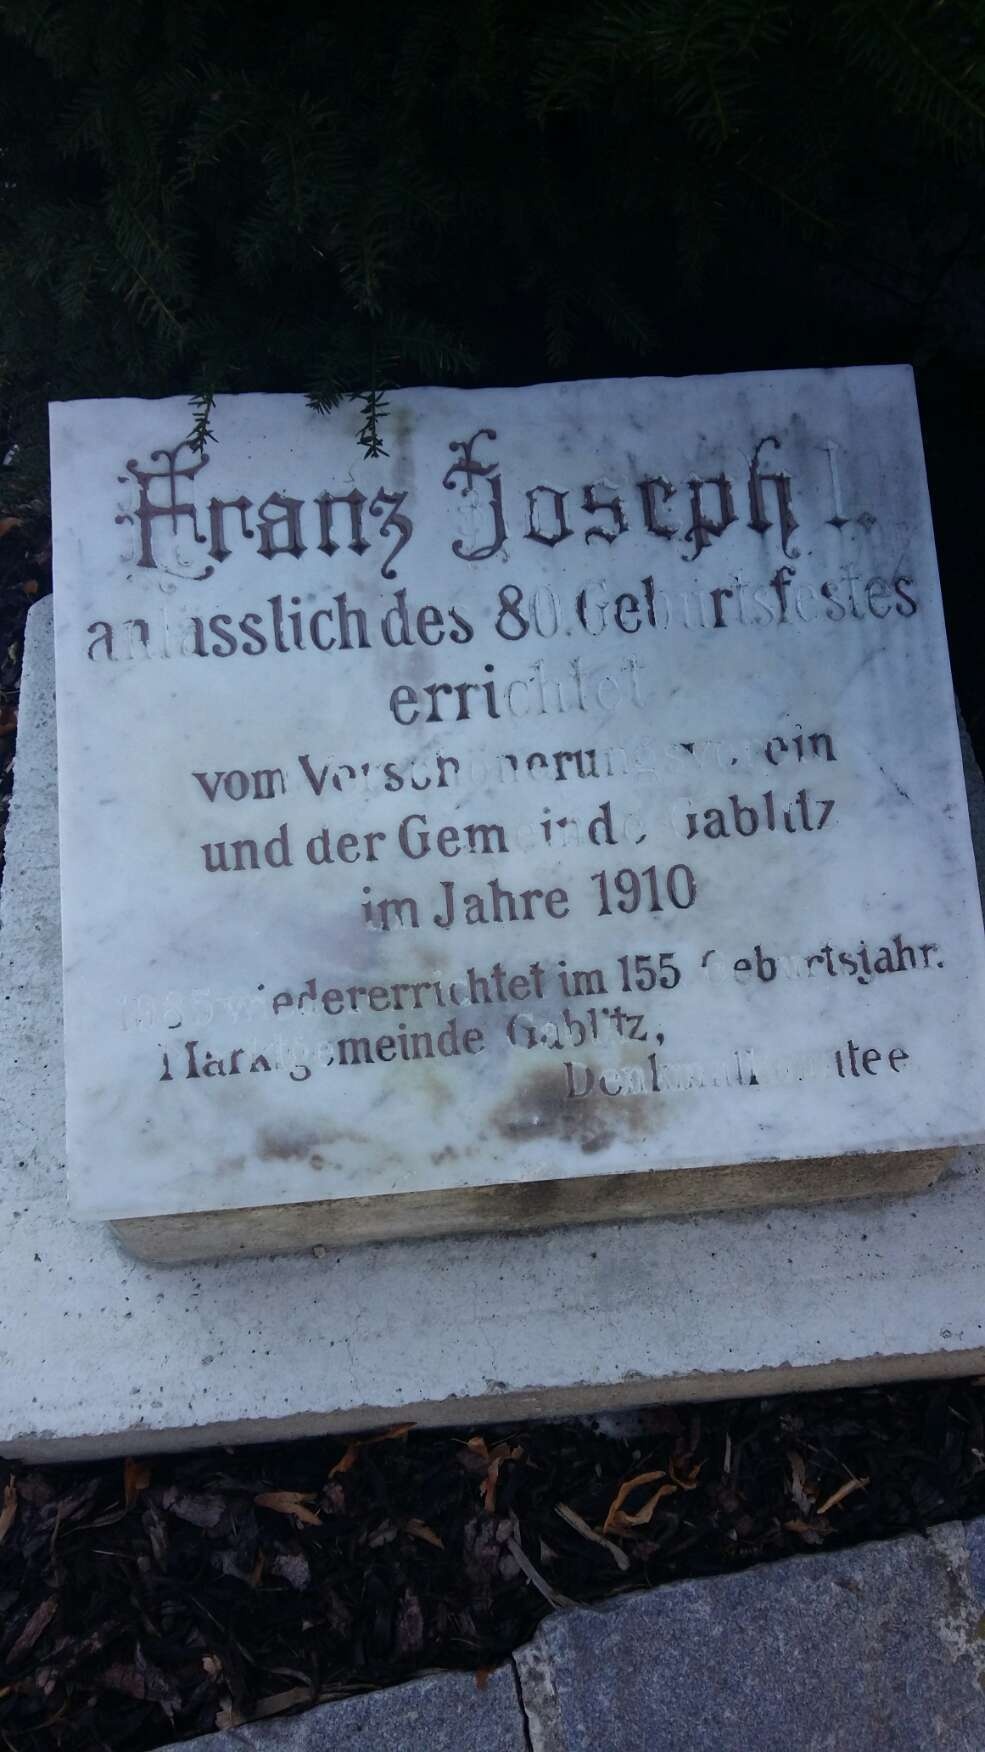 Franz Joseph I.
anlässlich des 80. Geburtsfestes
errichtet
vom Verschönerungsverein
und der Gemeinde Gablitz
im Jahre 1910
1985 wiedererrichtet im 155 Geburtsjahr.
Marktgemeinde Gablitz,
Denkmalkomitee